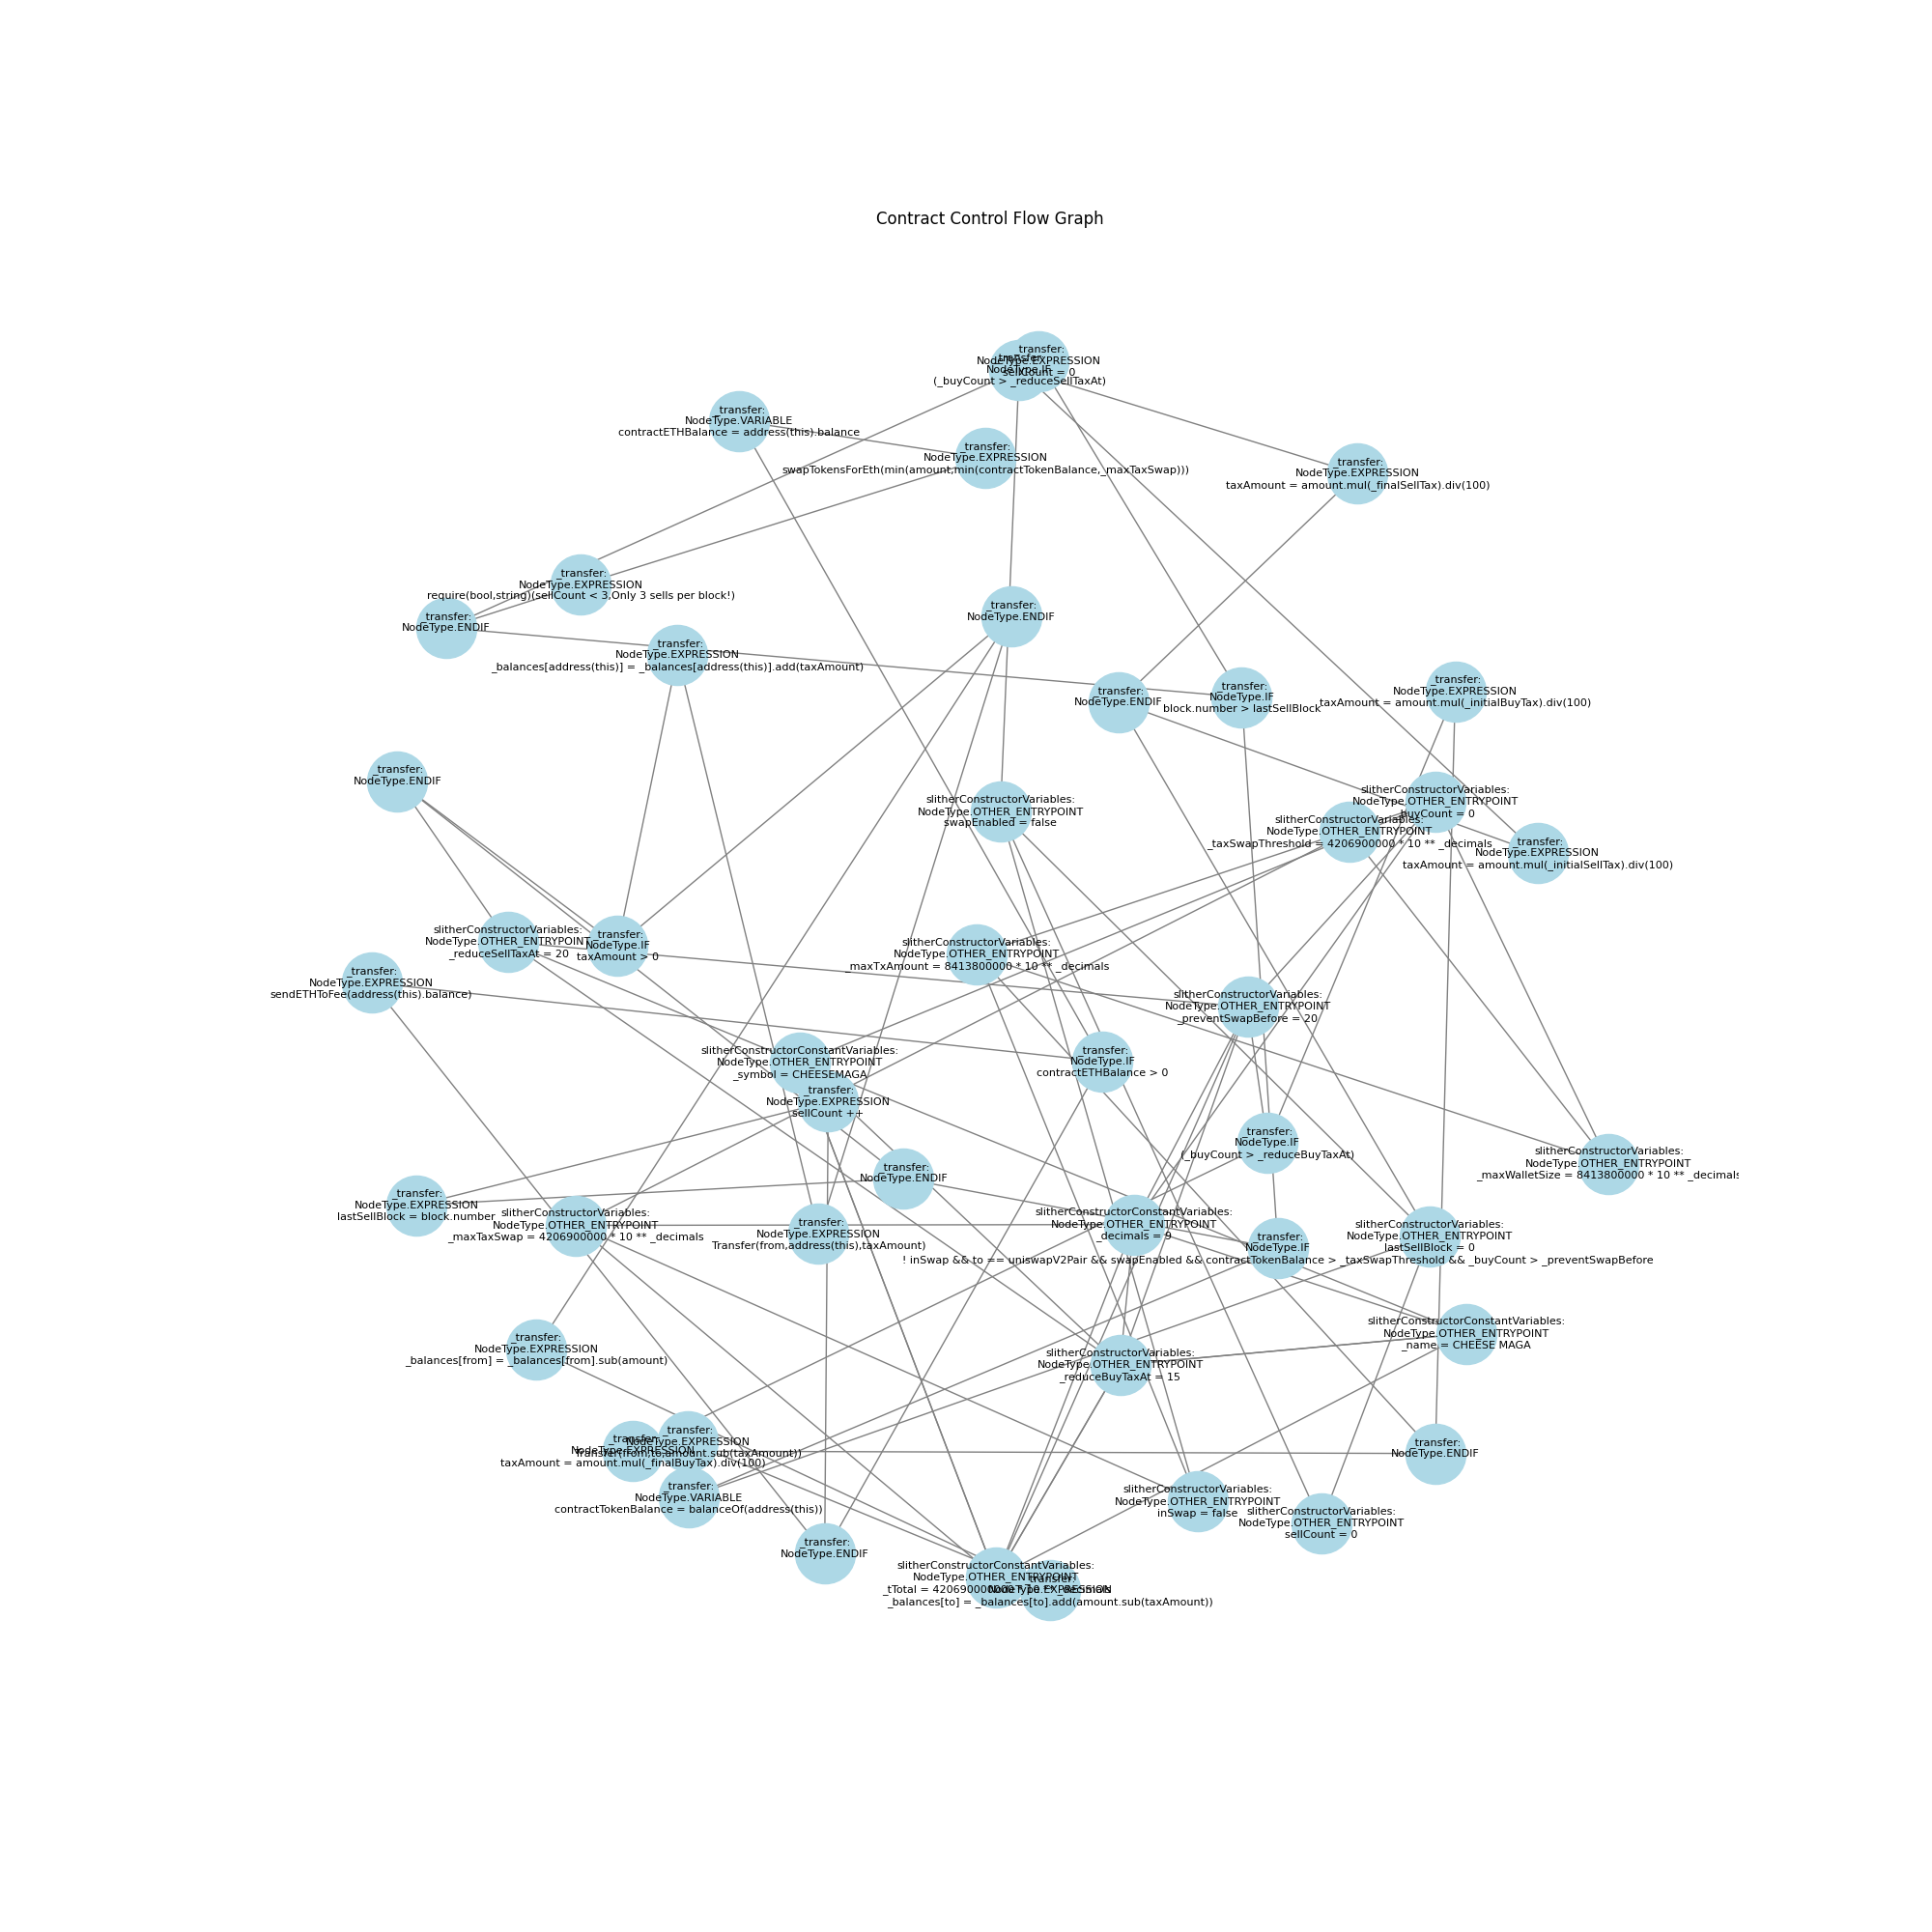 Contract Control Flow Graph
_transfer:
NodeType.EXPRESSION
sellCount = 0
_transfer:
NodeType.IF
(_buyCount > _reduceSellTaxAt)
_transfer:
NodeType.VARIABLE
contractETHBalance = address(this).balance
_transfer:
NodeType.EXPRESSION
swapTokensForEth(min(amount,min(contractTokenBalance,_maxTaxSwap)))
_transfer:
NodeType.EXPRESSION
taxAmount = amount.mul(_finalSellTax).div(100)
_transfer:
NodeType.EXPRESSION
require(bool,string)(sellCount < 3,Only 3 sells per block!)
_transfer:
NodeType.ENDIF
_transfer:
NodeType.ENDIF
_transfer:
NodeType.EXPRESSION
_balances[address(this)] = _balances[address(this)].add(taxAmount)
_transfer:
NodeType.ENDIF
_transfer:
NodeType.IF
block.number > lastSellBlock
_transfer:
NodeType.EXPRESSION
taxAmount = amount.mul(_initialBuyTax).div(100)
_transfer:
NodeType.ENDIF
slitherConstructorVariables:
NodeType.OTHER_ENTRYPOINT
swapEnabled = false
slitherConstructorVariables:
NodeType.OTHER_ENTRYPOINT
_buyCount = 0
slitherConstructorVariables:
NodeType.OTHER_ENTRYPOINT
_taxSwapThreshold = 4206900000 * 10 ** _decimals
_transfer:
NodeType.EXPRESSION
taxAmount = amount.mul(_initialSellTax).div(100)
slitherConstructorVariables:
NodeType.OTHER_ENTRYPOINT
_reduceSellTaxAt = 20
_transfer:
NodeType.IF
taxAmount > 0
slitherConstructorVariables:
NodeType.OTHER_ENTRYPOINT
_maxTxAmount = 8413800000 * 10 ** _decimals
_transfer:
NodeType.EXPRESSION
sendETHToFee(address(this).balance)
slitherConstructorVariables:
NodeType.OTHER_ENTRYPOINT
_preventSwapBefore = 20
slitherConstructorConstantVariables:
NodeType.OTHER_ENTRYPOINT
_symbol = CHEESEMAGA
_transfer:
NodeType.IF
contractETHBalance > 0
_transfer:
NodeType.EXPRESSION
sellCount ++
_transfer:
NodeType.IF
(_buyCount > _reduceBuyTaxAt)
slitherConstructorVariables:
NodeType.OTHER_ENTRYPOINT
_maxWalletSize = 8413800000 * 10 ** _decimals
_transfer:
NodeType.ENDIF
_transfer:
NodeType.EXPRESSION
lastSellBlock = block.number
slitherConstructorVariables:
NodeType.OTHER_ENTRYPOINT
_maxTaxSwap = 4206900000 * 10 ** _decimals
_transfer:
NodeType.EXPRESSION
Transfer(from,address(this),taxAmount)
slitherConstructorConstantVariables:
NodeType.OTHER_ENTRYPOINT
_decimals = 9
_transfer:
NodeType.IF
! inSwap && to == uniswapV2Pair && swapEnabled && contractTokenBalance > _taxSwapThreshold && _buyCount > _preventSwapBefore
slitherConstructorVariables:
NodeType.OTHER_ENTRYPOINT
lastSellBlock = 0
slitherConstructorConstantVariables:
NodeType.OTHER_ENTRYPOINT
_name = CHEESE MAGA
_transfer:
NodeType.EXPRESSION
_balances[from] = _balances[from].sub(amount)
slitherConstructorVariables:
NodeType.OTHER_ENTRYPOINT
_reduceBuyTaxAt = 15
_transfer:
NodeType.EXPRESSION
Transfer(from,to,amount.sub(taxAmount))
_transfer:
NodeType.EXPRESSION
taxAmount = amount.mul(_finalBuyTax).div(100)
_transfer:
NodeType.ENDIF
_transfer:
NodeType.VARIABLE
contractTokenBalance = balanceOf(address(this))
slitherConstructorVariables:
NodeType.OTHER_ENTRYPOINT
inSwap = false
slitherConstructorVariables:
NodeType.OTHER_ENTRYPOINT
sellCount = 0
_transfer:
NodeType.ENDIF
slitherConstructorConstantVariables:
NodeType.OTHER_ENTRYPOINT
_tTotal = 420690000000 * 10 ** _decimals
_transfer:
NodeType.EXPRESSION
_balances[to] = _balances[to].add(amount.sub(taxAmount))